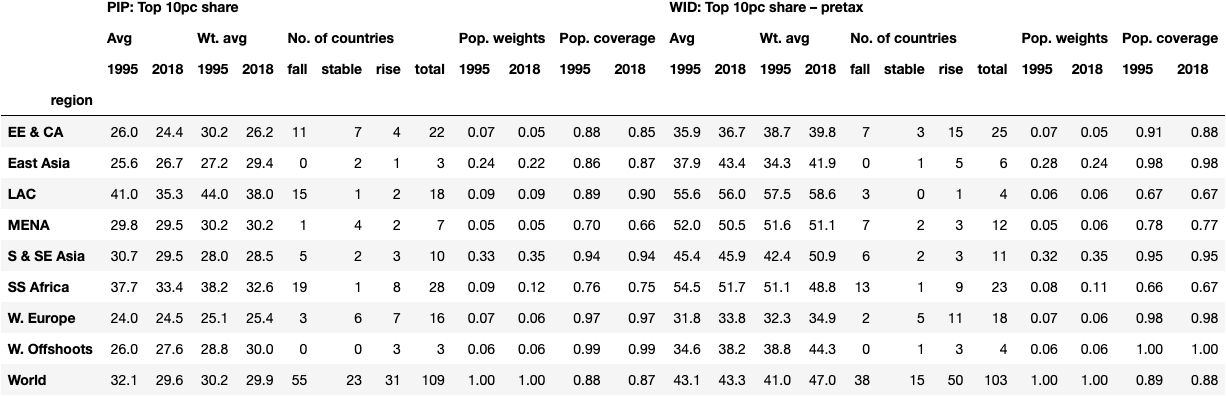 PIP: Top 10pc share WID: Top 10pc share – pretax
Avg Wt. avg No. of countries Pop. weights Pop. coverage Avg Wt. avg No. of countries Pop. weights Pop. coverage
1995 2018 1995 2018 fall stable rise total 1995 2018 1995 2018 1995 2018 1995 2018 fall stable rise total 1995 2018 1995 2018
region
EE & CA 26.0 24.4 30.2 26.2 11 7 4 22 0.07 0.05 0.88 0.85 35.9 36.7 38.7 39.8 7 3 15 25 0.07 0.05 0.91 0.88
East Asia 25.6 26.7 27.2 29.4 0 2 1 3 0.24 0.22 0.86 0.87 37.9 43.4 34.3 41.9 0 1 5 6 0.28 0.24 0.98 0.98
LAC 41.0 35.3 44.0 38.0 15 1 2 18 0.09 0.09 0.89 0.90 55.6 56.0 57.5 58.6 3 0 1 4 0.06 0.06 0.67 0.67
MENA 29.8 29.5 30.2 30.2 1 4 2 7 0.05 0.05 0.70 0.66 52.0 50.5 51.6 51.1 7 2 3 12 0.05 0.06 0.78 0.77
S & SE Asia 30.7 29.5 28.0 28.5 5 2 3 10 0.33 0.35 0.94 0.94 45.4 45.9 42.4 50.9 6 2 3 11 0.32 0.35 0.95 0.95
SS Africa 37.7 33.4 38.2 32.6 19 1 8 28 0.09 0.12 0.76 0.75 54.5 51.7 51.1 48.8 13 1 9 23 0.08 0.11 0.66 0.67
W. Europe 24.0 24.5 25.1 25.4 3 6 7 16 0.07 0.06 0.97 0.97 31.8 33.8 32.3 34.9 2 5 11 18 0.07 0.06 0.98 0.98
W. Offshoots 26.0 27.6 28.8 30.0 0 0 3 3 0.06 0.06 0.99 0.99 34.6 38.2 38.8 44.3 0 1 3 4 0.06 0.06 1.00 1.00
World 32.1 29.6 30.2 29.9 55 23 31 109 1.00 1.00 0.88 0.87 43.1 43.3 41.0 47.0 38 15 50 103 1.00 1.00 0.89 0.88